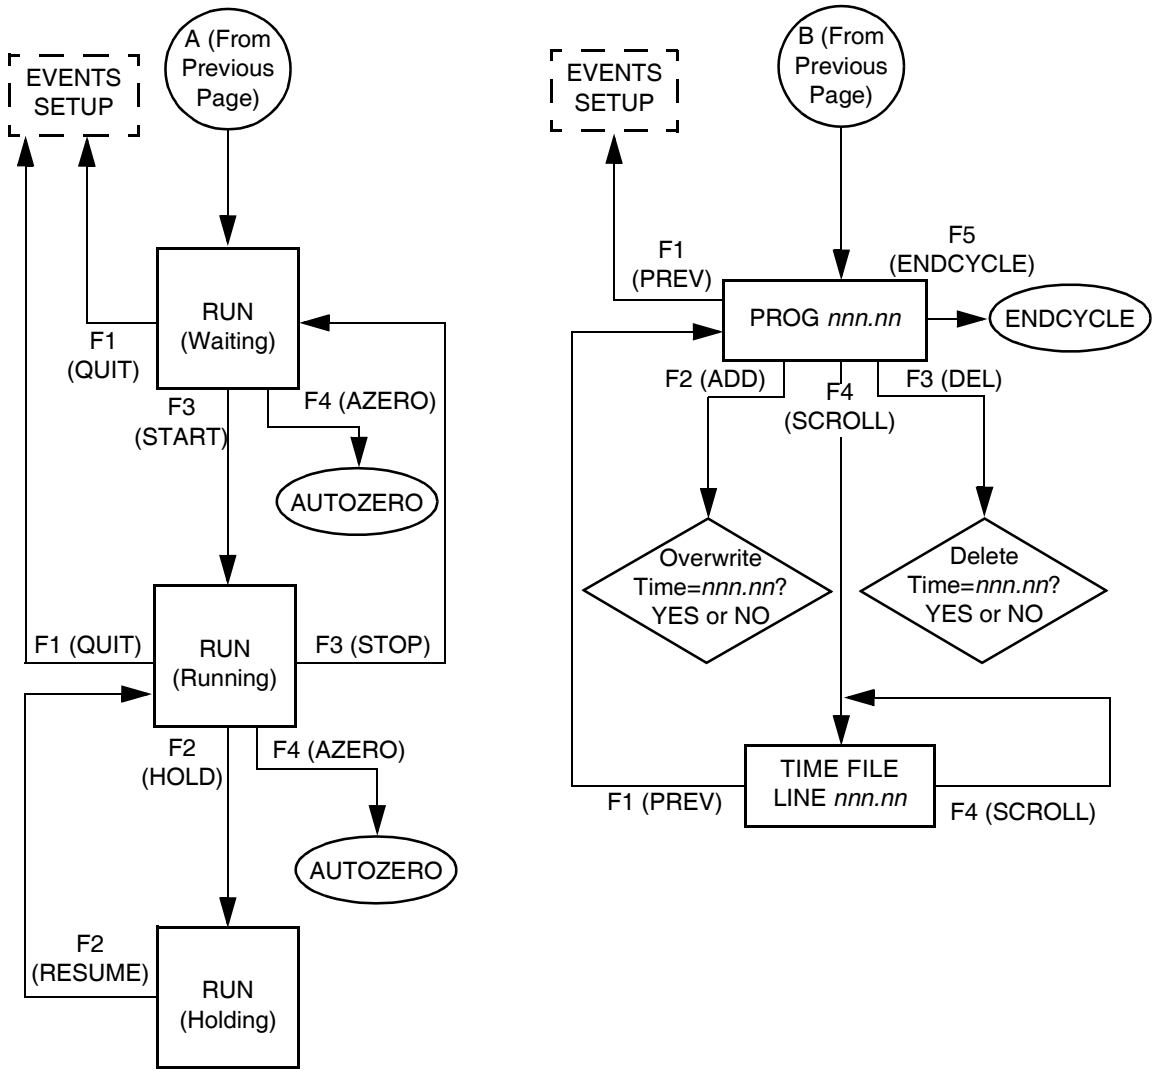 A (From
Previous
Page)
EVENTS
SETUP
RUN
(Waiting)
F1
(QUIT)
F3
(START)
F4 (AZERO)
AUTOZERO
F1 (QUIT)
RUN
(Running)
F3 (STOP)
F2
(HOLD)
F4 (AZERO)
AUTOZERO
F2
(RESUME)
RUN
(Holding)
B (From
Previous
Page)
EVENTS
SETUP
F1
(PREV)
F5
(ENDCYCLE)
PROG nnn.nn
ENDCYCLE
F2 (ADD)
F4
(SCROLL)
F3 (DEL)
Overwrite
Time=nnn.nn?
YES or NO
Delete
Time=nnn.nn?
YES or NO
TIME FILE
LINE nnn.nn
F1 (PREV)
F4 (SCROLL)